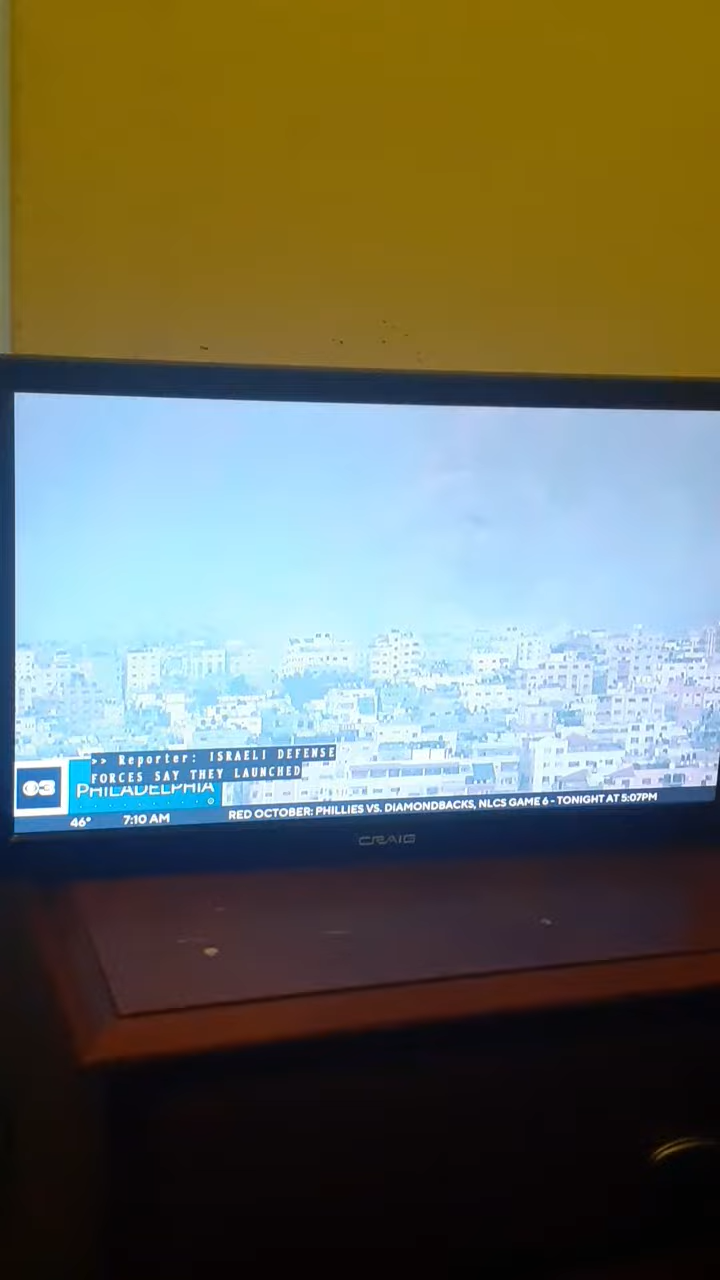 >> Reporter: ISRAELI DEFENSE
FORCES SAY THEY LAUNCHED
3
PHILADELPHIA
46° 7:10 AM RED OCTOBER: PHILLIES VS. DIAMONDBACKS, NLCS GAME 6 - TONIGHT AT 5:07PM
CRAIG